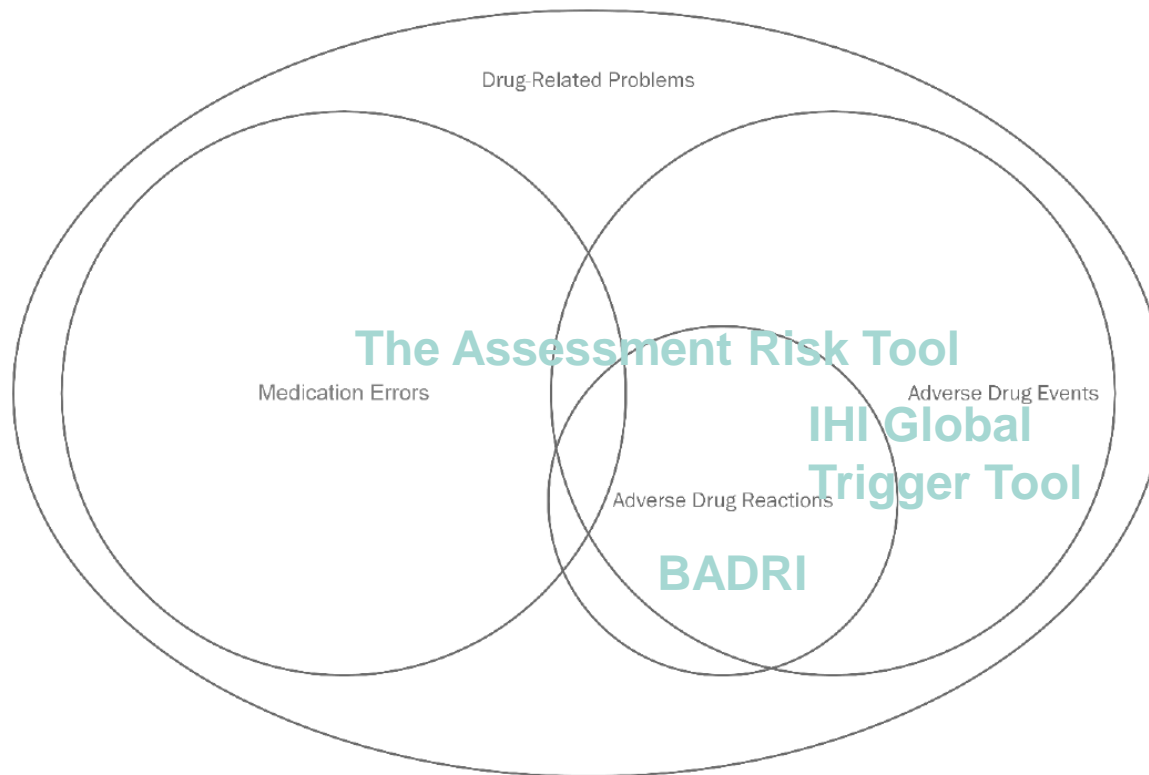 Drug-Related Problems
The Assessment Risk Tool
Medication Errors
Adverse Drug Events
IHI Global
Trigger Tool
Adverse Drug Reactions
BADRI